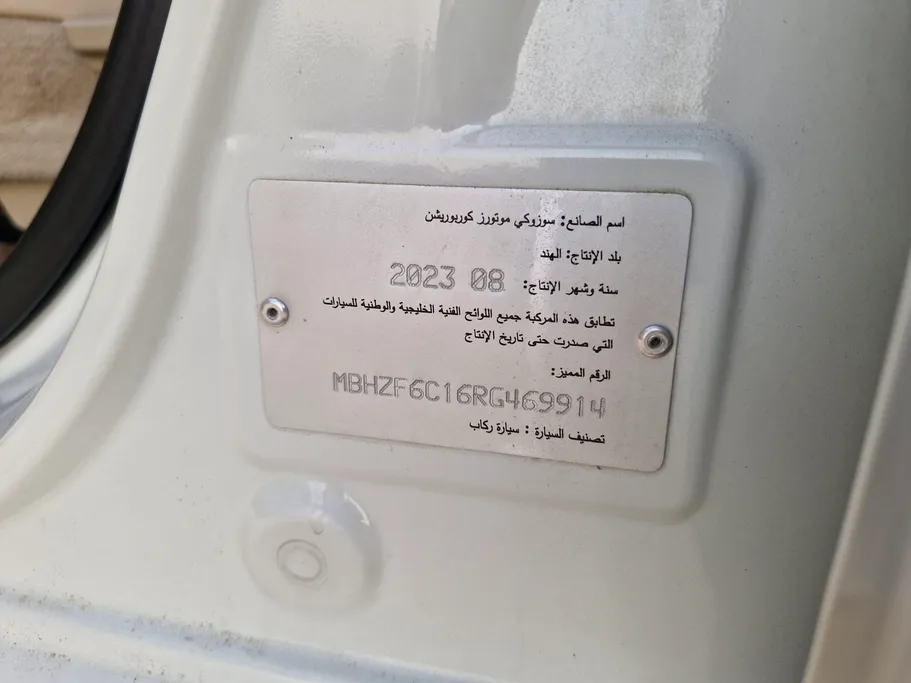 اسم الصانع: سوزوكي موتورز كوربوريشن
بلد الإنتاج: الهند
سنة وشهر الإنتاج: 2023 08
تطابق هذه المركبة جميع اللوائح الفنية الخليجية والوطنية للسيارات
التي صدرت حتى تاريخ الإنتاج
الرقم المميز:
MBHZF6C16RG469914
تصنيف السيارة : سيارة ركاب